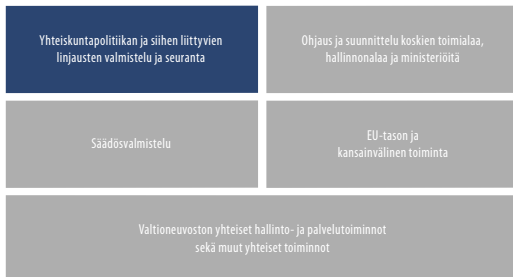 Yhteiskuntapolitiikan ja siihen liittyvien
linjausten valmistelu ja seuranta
Ohjaus ja suunnittelu koskien toimialaa,
hallinnonalaa ja ministeriöitä
Säädösvalmistelu
EU-tason ja
kansainvälinen toiminta
Valtioneuvoston yhteiset hallinto- ja palvelutoiminnot
sekä muut yhteiset toiminnot